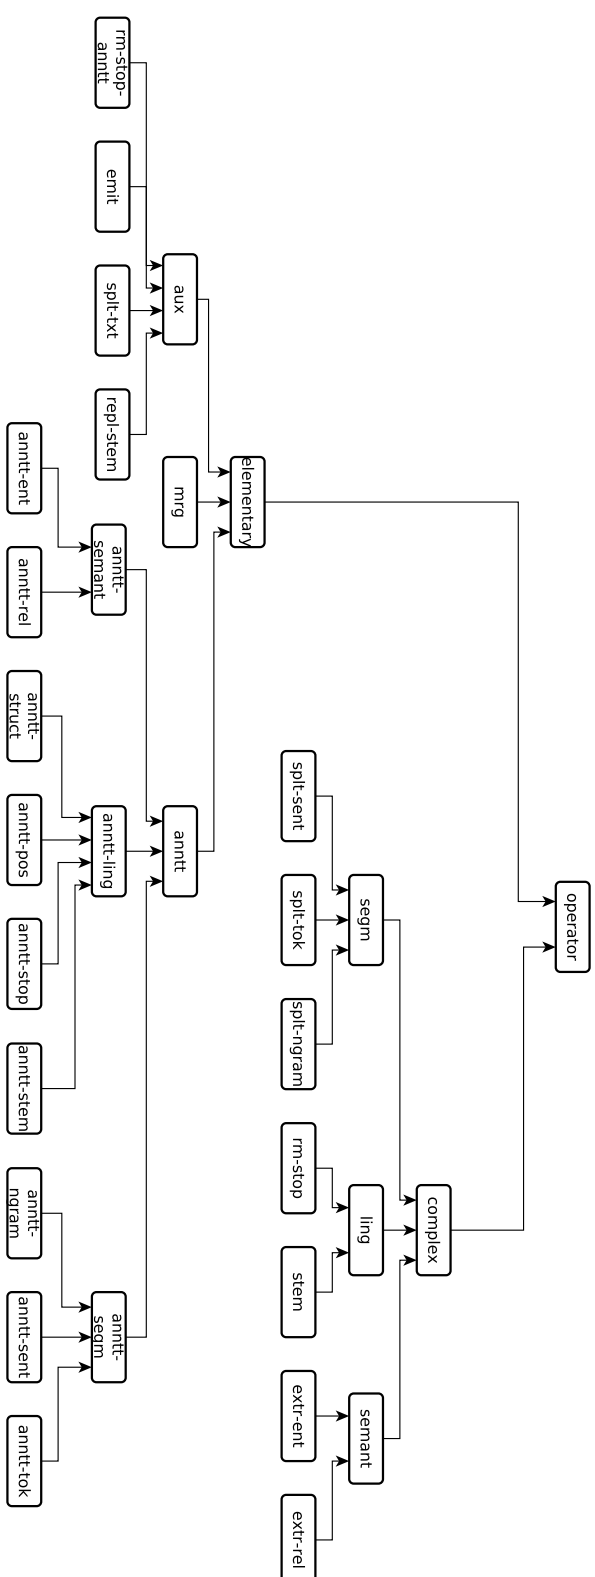 operator
elementary
complex
aux
mrg
anntt
segm
ling
semant
rm-stop-
anntt
emit
splt-txt
repl-stem
anntt-
semant
anntt-ling
anntt-
segm
splt-sent
splt-tok
splt-ngram
rm-stop
stem
extr-ent
extr-rel
anntt-ent
anntt-rel
anntt-
struct
anntt-pos
anntt-stop
anntt-stem
anntt-
ngram
anntt-sent
anntt-tok